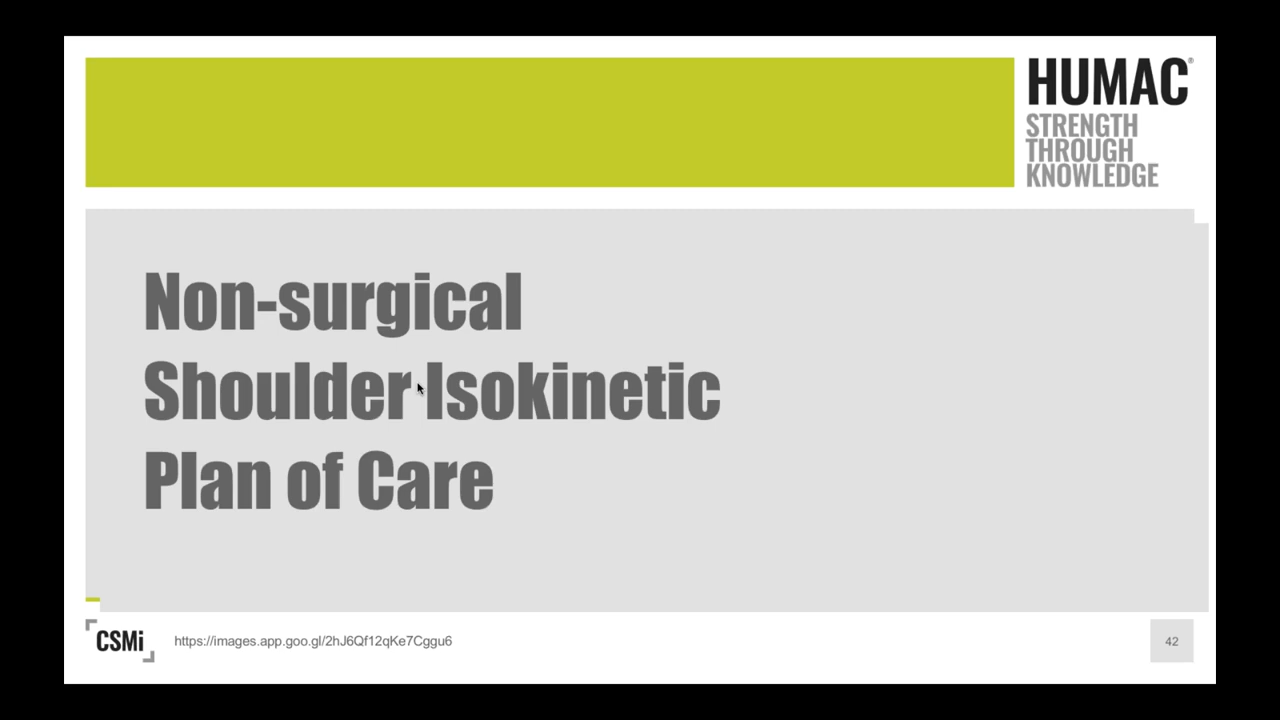 HUMAC®
STRENGTH
THROUGH
KNOWLEDGE
Non-surgical
Shoulder Isokinetic
Plan of Care
CSMi
https://images.app.goo.gl/2hJ6Qf12qKe7Cggu6
42